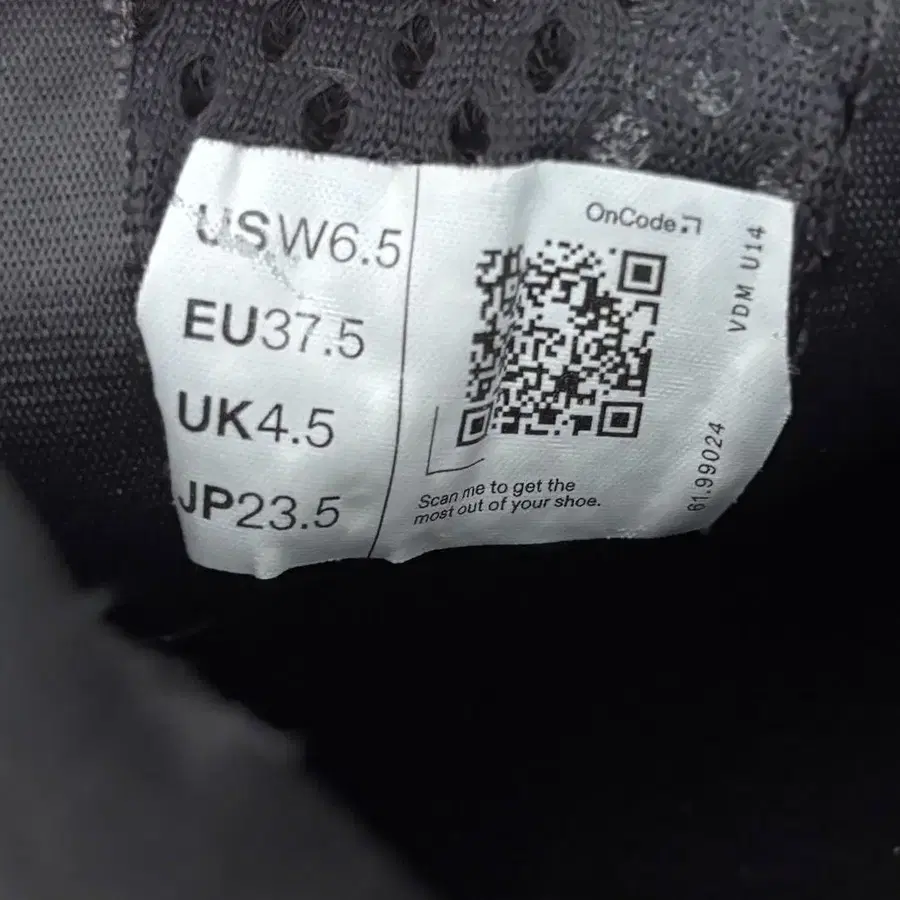 USW6.5
EU37.5
UK4.5
JP23.5
OnCode
Scan me to get the
most out of your shoe.
VDM U14
61.99024